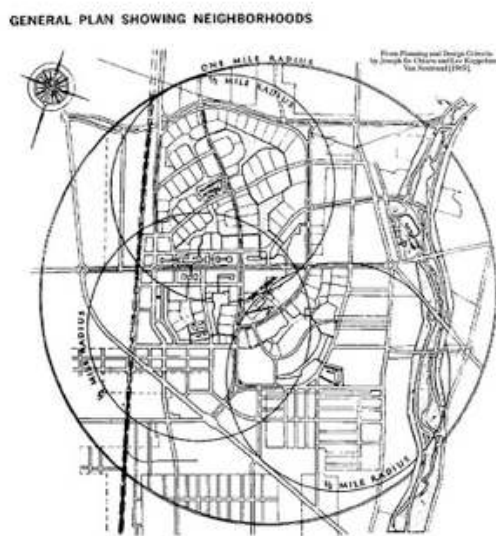 GENERAL PLAN SHOWING NEIGHBORHOODS
From Planning and Design Criteria
by Joseph De Chiara and Lee Koppelman
Van Nostrand [1969].
ONE MILE RADIUS
½ MILE RADIUS
½ MILE RADIUS
½ MILE RADIUS